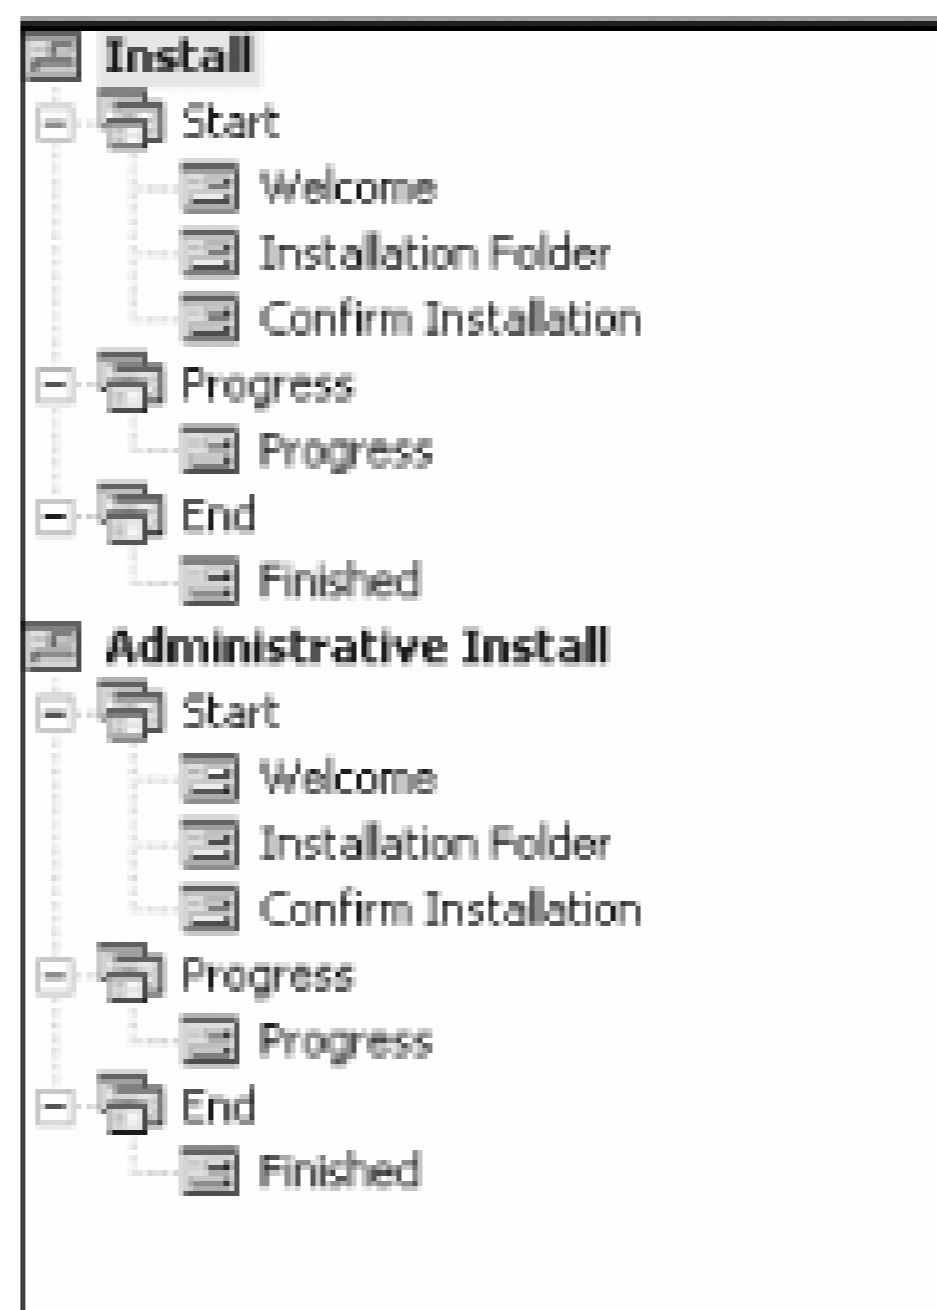 Install
Start
Welcome
Installation Folder
Confirm Installation
Progress
Progress
End
Finished
Administrative Install
Start
Welcome
Installation Folder
Confirm Installation
Progress
Progress
End
Finished